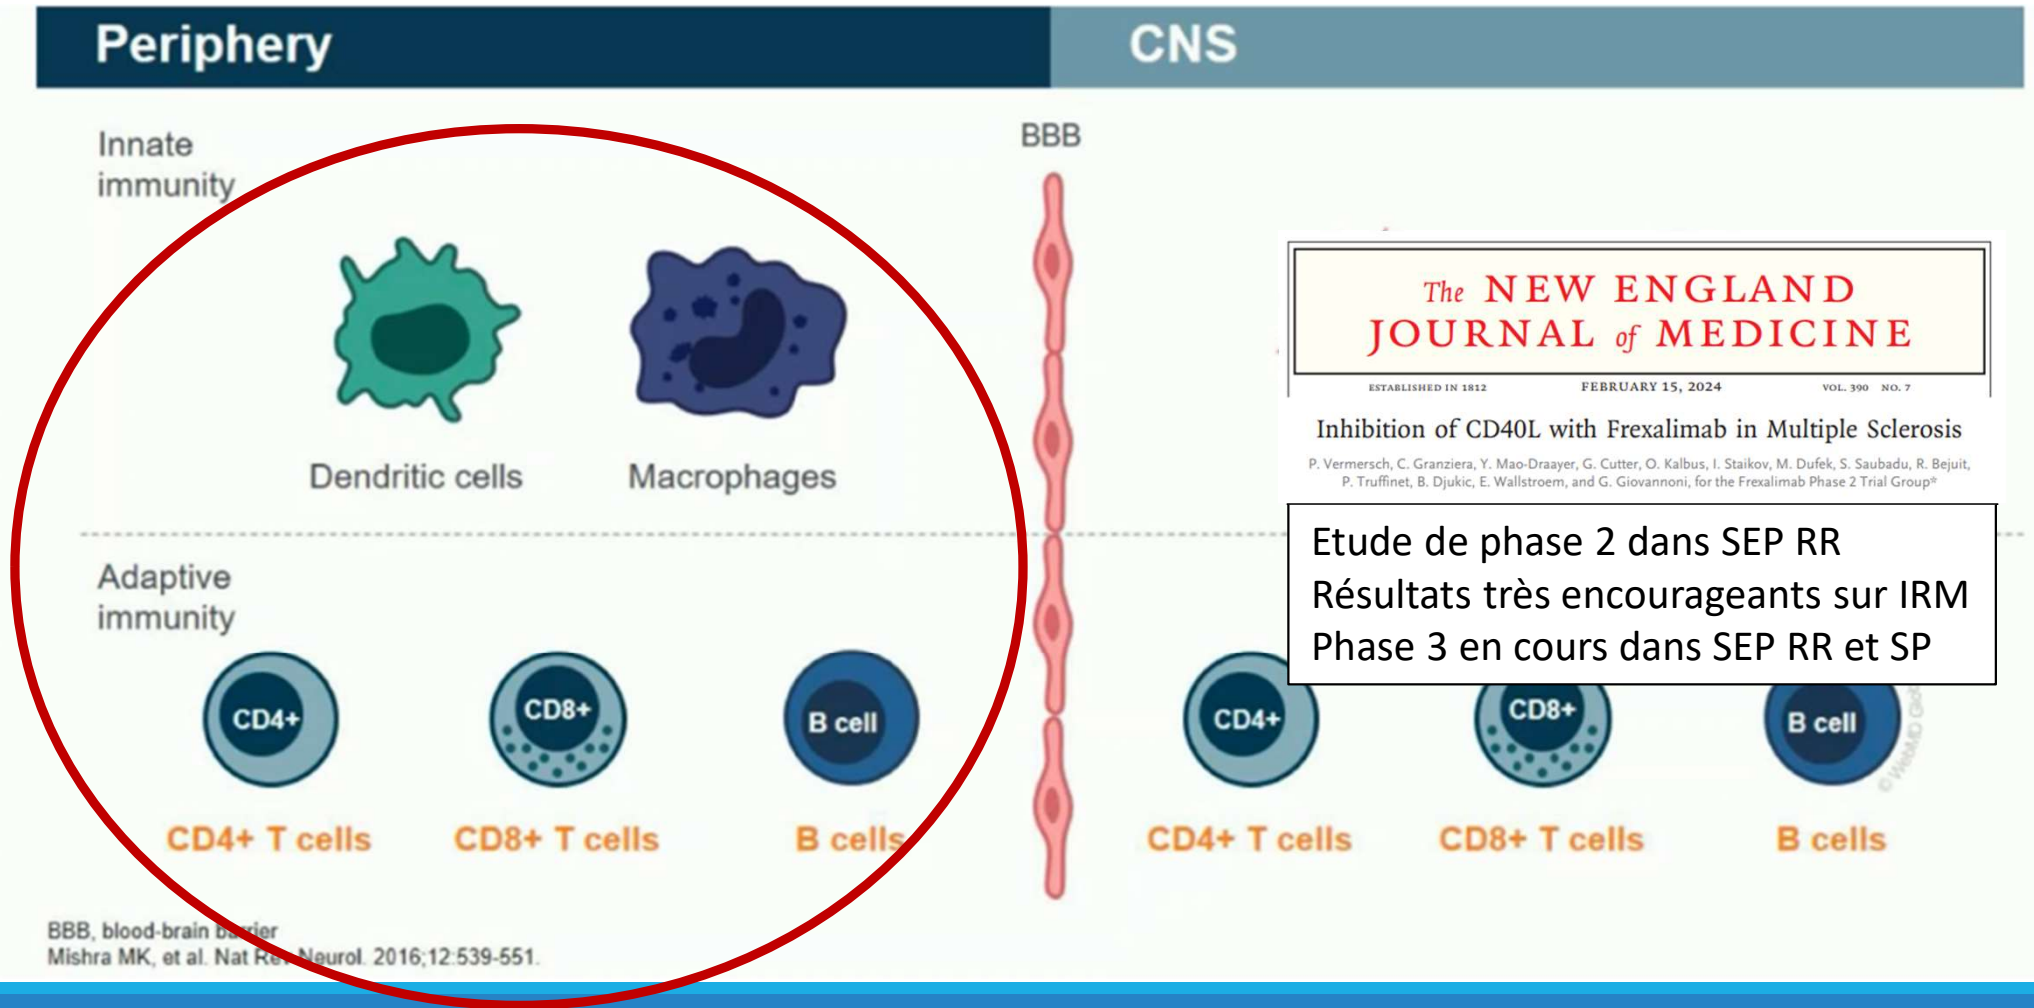 Periphery
CNS
Innate
immunity
BBB
Dendritic cells
Macrophages
The NEW ENGLAND
JOURNAL of MEDICINE
ESTABLISHED IN 1812
FEBRUARY 15, 2024
VOL. 390 NO. 7
Inhibition of CD40L with Frexalimab in Multiple Sclerosis
P. Vermersch, C. Granziera, Y. Mao-Draayer, G. Cutter, O. Kalbus, I. Staikov, M. Dufek, S. Saubadu, R. Bejuit,
P. Truffinet, B. Djukic, E. Wallstroem, and G. Giovannoni, for the Frexalimab Phase 2 Trial Group*
Etude de phase 2 dans SEP RR
Résultats très encourageants sur IRM
Phase 3 en cours dans SEP RR et SP
Adaptive
immunity
CD4+
CD8+
B cell
CD4+
CD8+
B cell
CD4+ T cells
CD8+ T cells
B cells
CD4+ T cells
CD8+ T cells
B cells
© WebMD
BBB, blood-brain barrier
Mishra MK, et al. Nat Rev Neurol. 2016;12:539-551.